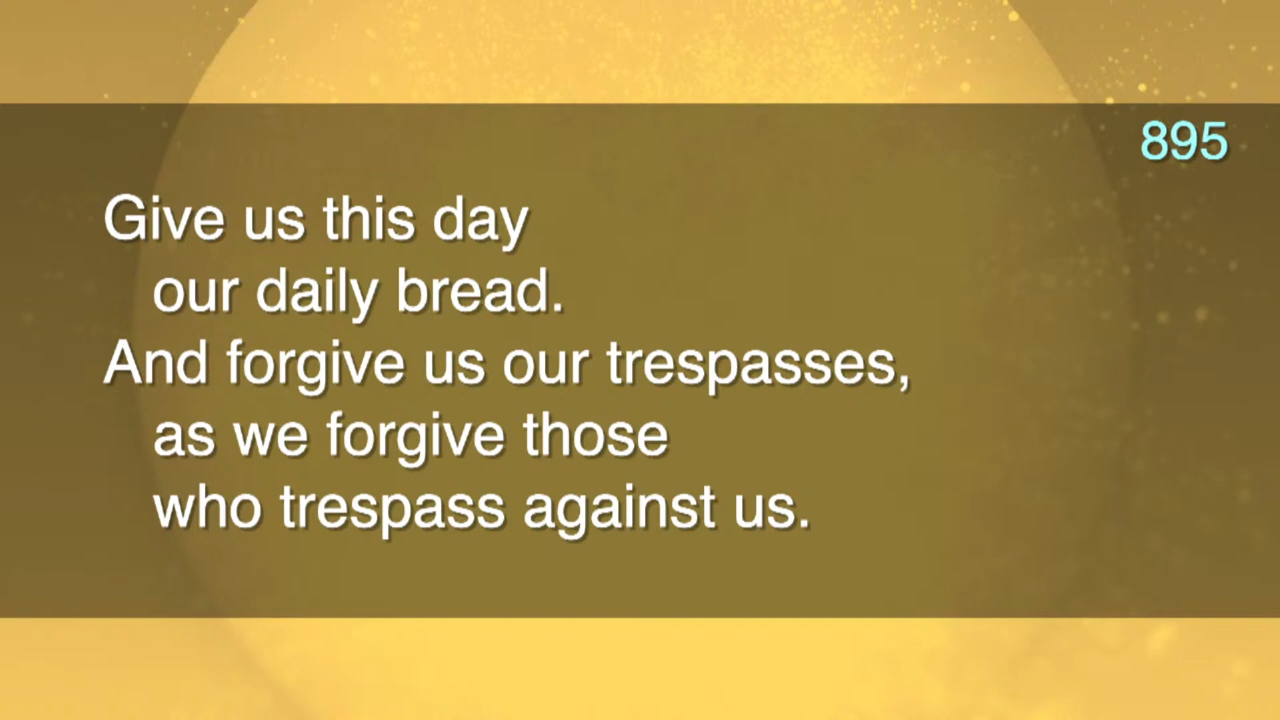 895
Give us this day
our daily bread.
And forgive us our trespasses,
as we forgive those
who trespass against us.